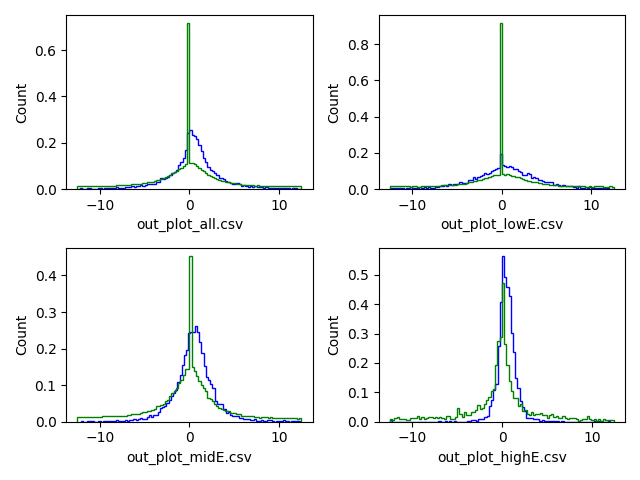 0.6
0.4
0.2
0.0
Count
−10 0 10
out_plot_all.csv
0.8
0.6
0.4
0.2
0.0
Count
−10 0 10
out_plot_lowE.csv
0.4
0.3
0.2
0.1
0.0
Count
−10 0 10
out_plot_midE.csv
0.5
0.4
0.3
0.2
0.1
0.0
Count
−10 0 10
out_plot_highE.csv